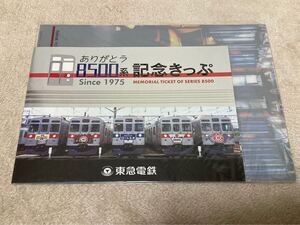 ありがとう
8500系 記念きっぷ
Since 1975
MEMORIAL TICKET OF SERIES 8500
東急電鉄